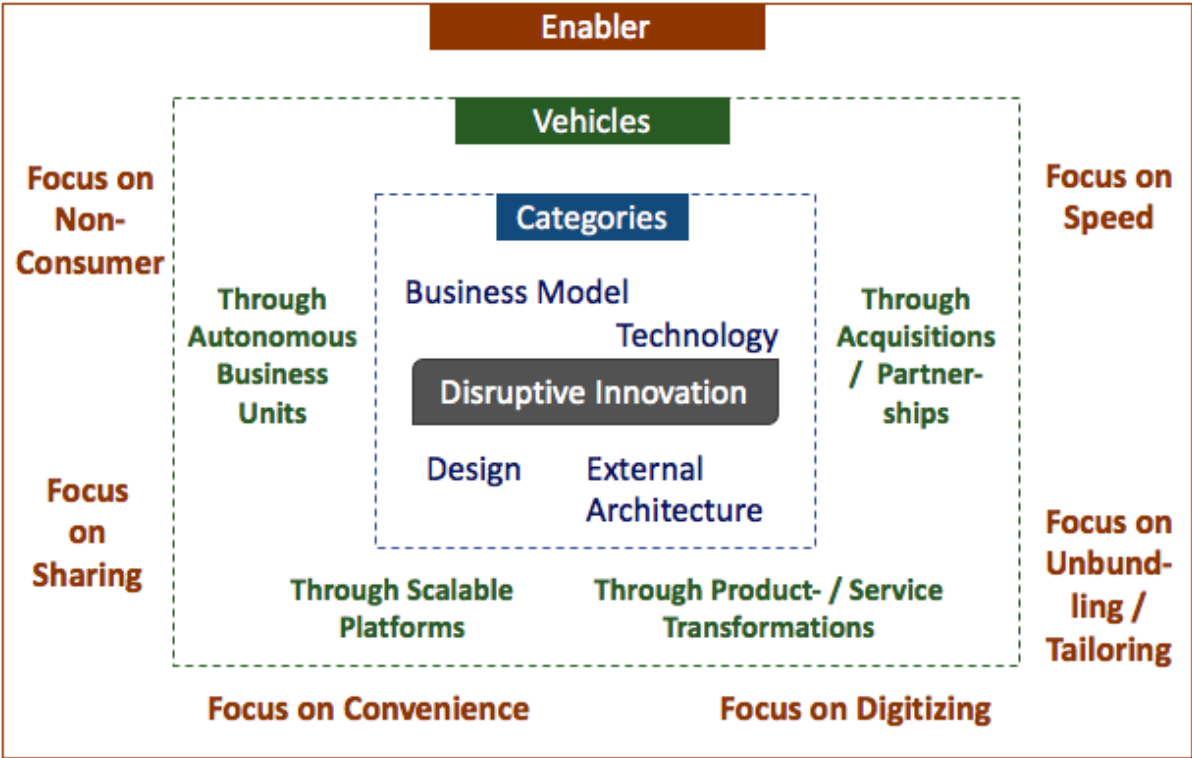 Enabler
Vehicles
Categories
Focus on
Non-
Consumer
Focus on
Speed
Business Model
Technology
Through
Autonomous
Business
Units
Through
Acquisitions
/ Partner-
ships
Disruptive Innovation
Design
External
Architecture
Focus
on
Sharing
Focus on
Unbund-
ling /
Tailoring
Through Scalable
Platforms
Through Product- / Service
Transformations
Focus on Convenience
Focus on Digitizing